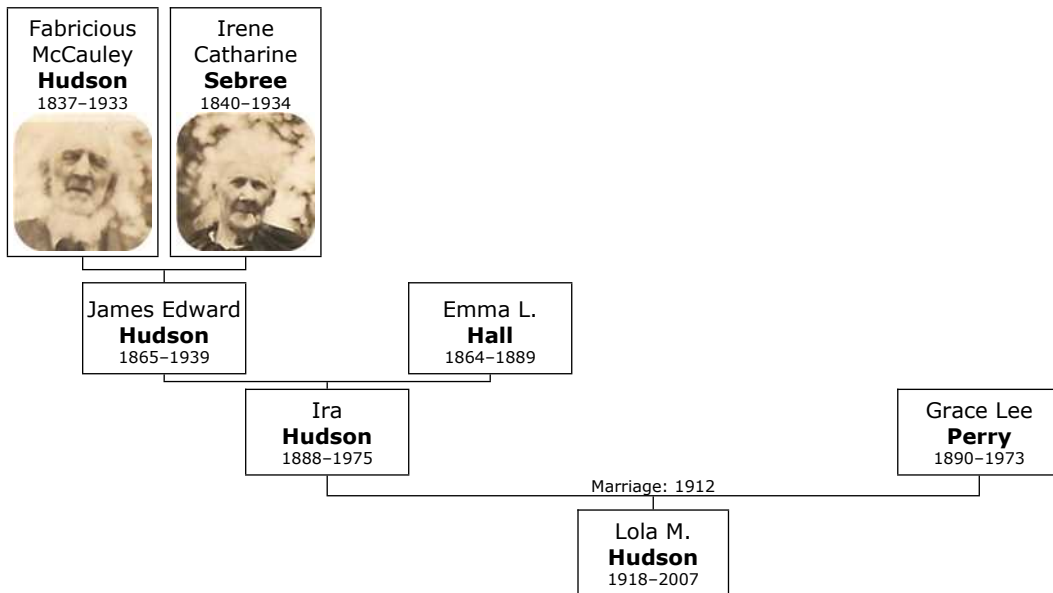 Fabricious
McCauley
Hudson
1837–1933
Irene
Catharine
Sebree
1840–1934
James Edward
Hudson
1865–1939
Emma L.
Hall
1864–1889
Ira
Hudson
1888–1975
Grace Lee
Perry
1890–1973
Marriage: 1912
Lola M.
Hudson
1918–2007